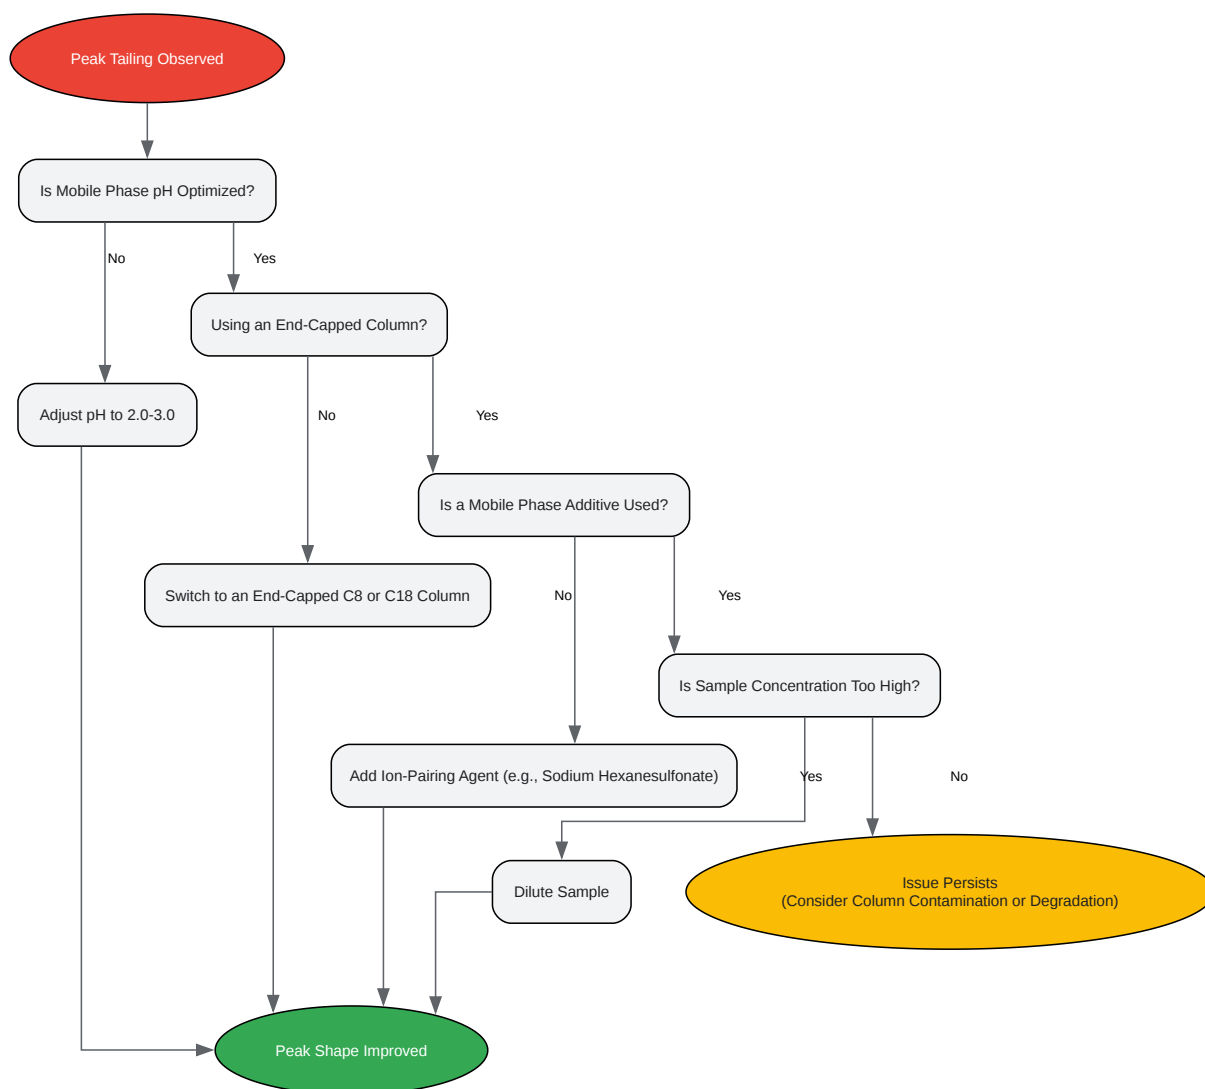 Peak Tailing Observed
Is Mobile Phase pH Optimized?
No
Yes
Using an End-Capped Column?
Adjust pH to 2.0-3.0
No
Yes
Is a Mobile Phase Additive Used?
Switch to an End-Capped C8 or C18 Column
No
Yes
Is Sample Concentration Too High?
Add Ion-Pairing Agent (e.g., Sodium Hexanesulfonate)
Yes
No
Dilute Sample
Issue Persists
(Consider Column Contamination or Degradation)
Peak Shape Improved